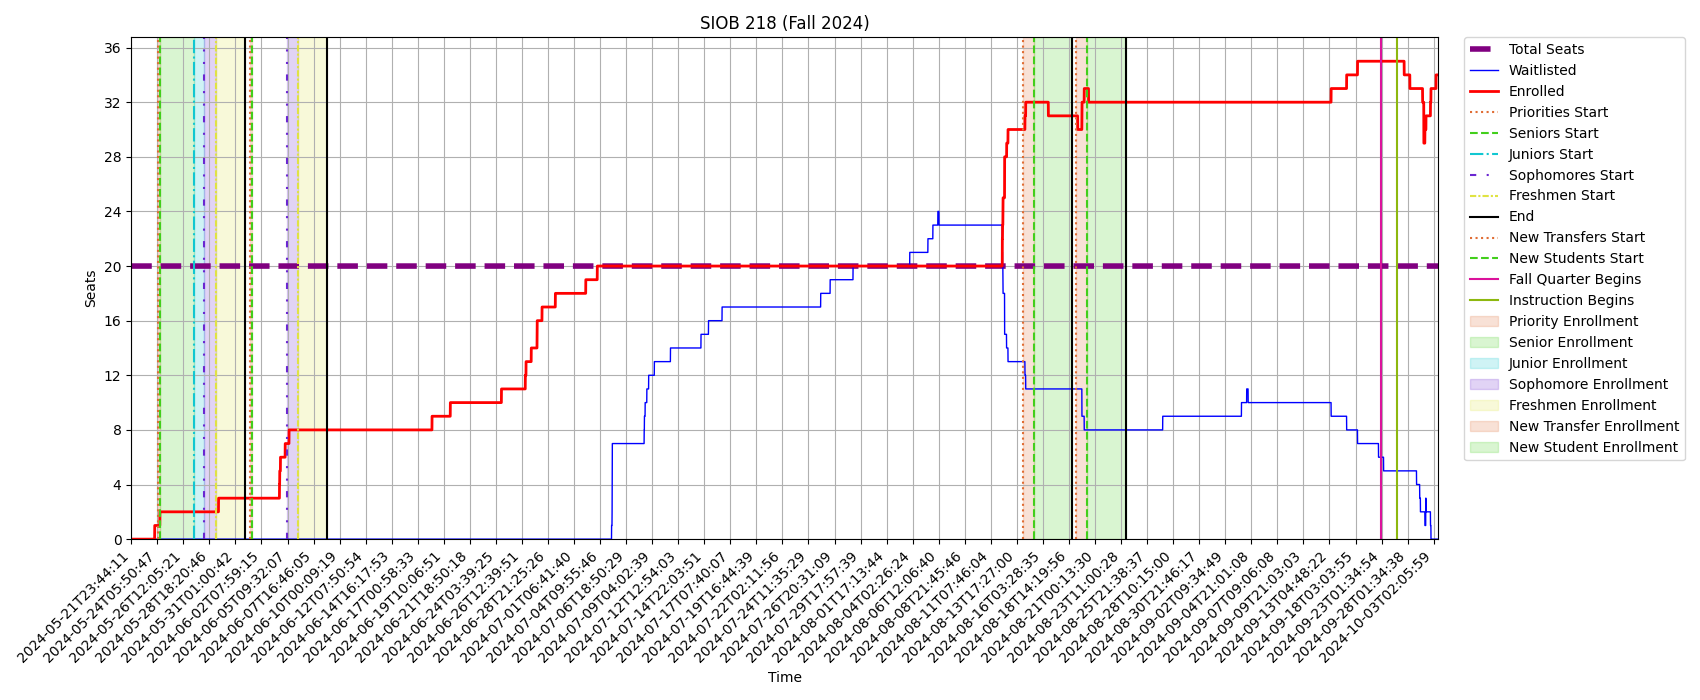 SIOB 218 (Fall 2024)
36
32
28
24
20
16
12
8
4
0
Seats
2024-05-21T23:44:11
2024-05-24T05:50:47
2024-05-26T12:05:21
2024-05-28T18:20:46
2024-05-31T01:00:42
2024-06-02T07:59:15
2024-06-05T09:32:07
2024-06-07T16:46:05
2024-06-10T00:09:19
2024-06-12T07:50:54
2024-06-14T16:17:53
2024-06-17T00:58:33
2024-06-19T10:06:51
2024-06-21T18:50:18
2024-06-24T03:39:25
2024-06-26T12:39:51
2024-06-28T21:25:26
2024-07-01T06:41:40
2024-07-04T09:55:46
2024-07-06T18:50:29
2024-07-09T04:02:39
2024-07-12T12:54:03
2024-07-14T22:03:51
2024-07-17T07:40:07
2024-07-19T16:44:39
2024-07-22T02:11:56
2024-07-24T11:35:29
2024-07-26T20:31:09
2024-07-29T17:57:39
2024-08-01T17:13:44
2024-08-04T02:26:24
2024-08-06T12:06:40
2024-08-08T21:45:46
2024-08-11T07:46:04
2024-08-13T17:27:00
2024-08-16T03:28:35
2024-08-18T14:19:56
2024-08-21T00:13:30
2024-08-23T11:00:28
2024-08-25T21:38:37
2024-08-28T10:15:00
2024-08-30T21:46:17
2024-09-02T09:34:49
2024-09-04T21:01:08
2024-09-07T09:06:08
2024-09-09T21:03:03
2024-09-13T04:48:22
2024-09-18T03:03:55
2024-09-23T01:34:54
2024-09-28T01:34:38
2024-10-03T02:05:59
Time
Total Seats
Waitlisted
Enrolled
Priorities Start
Seniors Start
Juniors Start
Sophomores Start
Freshmen Start
End
New Transfers Start
New Students Start
Fall Quarter Begins
Instruction Begins
Priority Enrollment
Senior Enrollment
Junior Enrollment
Sophomore Enrollment
Freshmen Enrollment
New Transfer Enrollment
New Student Enrollment